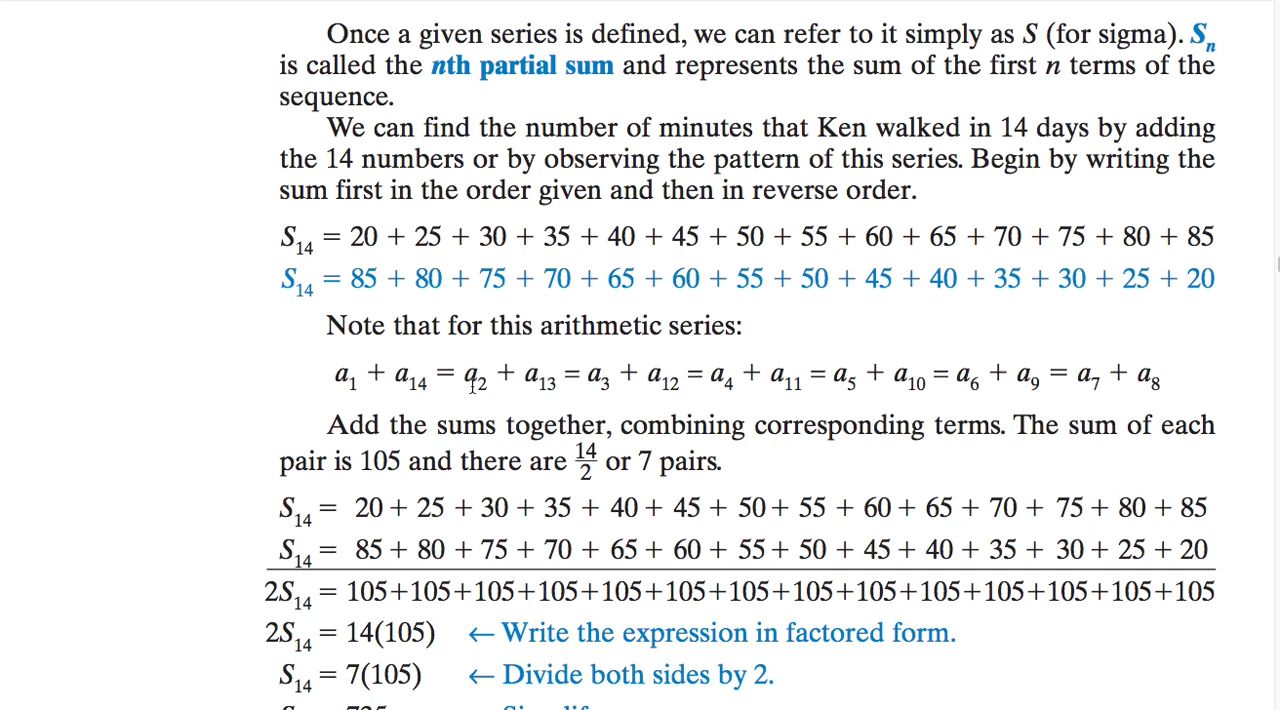 Once a given series is defined, we can refer to it simply as S (for sigma). Sₙ
is called the nth partial sum and represents the sum of the first n terms of the
sequence.
We can find the number of minutes that Ken walked in 14 days by adding
the 14 numbers or by observing the pattern of this series. Begin by writing the
sum first in the order given and then in reverse order.
S₁₄ = 20 + 25 + 30 + 35 + 40 + 45 + 50 + 55 + 60 + 65 + 70 + 75 + 80 + 85
S₁₄ = 85 + 80 + 75 + 70 + 65 + 60 + 55 + 50 + 45 + 40 + 35 + 30 + 25 + 20
Note that for this arithmetic series:
a₁ + a₁₄ = a₂ + a₁₃ = a₃ + a₁₂ = a₄ + a₁₁ = a₅ + a₁₀ = a₆ + a₉ = a₇ + a₈
Add the sums together, combining corresponding terms. The sum of each
pair is 105 and there are 14/2 or 7 pairs.
S₁₄ = 20 + 25 + 30 + 35 + 40 + 45 + 50 + 55 + 60 + 65 + 70 + 75 + 80 + 85
S₁₄ = 85 + 80 + 75 + 70 + 65 + 60 + 55 + 50 + 45 + 40 + 35 + 30 + 25 + 20
2S₁₄ = 105+105+105+105+105+105+105+105+105+105+105+105+105+105
2S₁₄ = 14(105) ← Write the expression in factored form.
S₁₄ = 7(105) ← Divide both sides by 2.